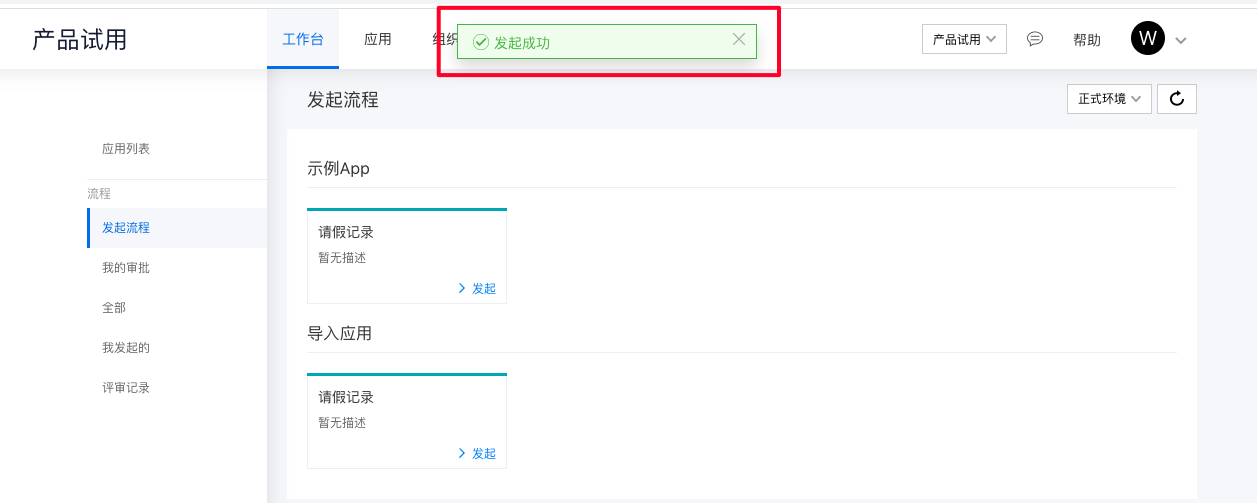 产品试用
工作台
应用
组织
发起成功
产品试用
帮助
W
发起流程
正式环境
应用列表
流程
发起流程
我的审批
全部
我发起的
评审记录
示例App
请假记录
暂无描述
发起
导入应用
请假记录
暂无描述
发起